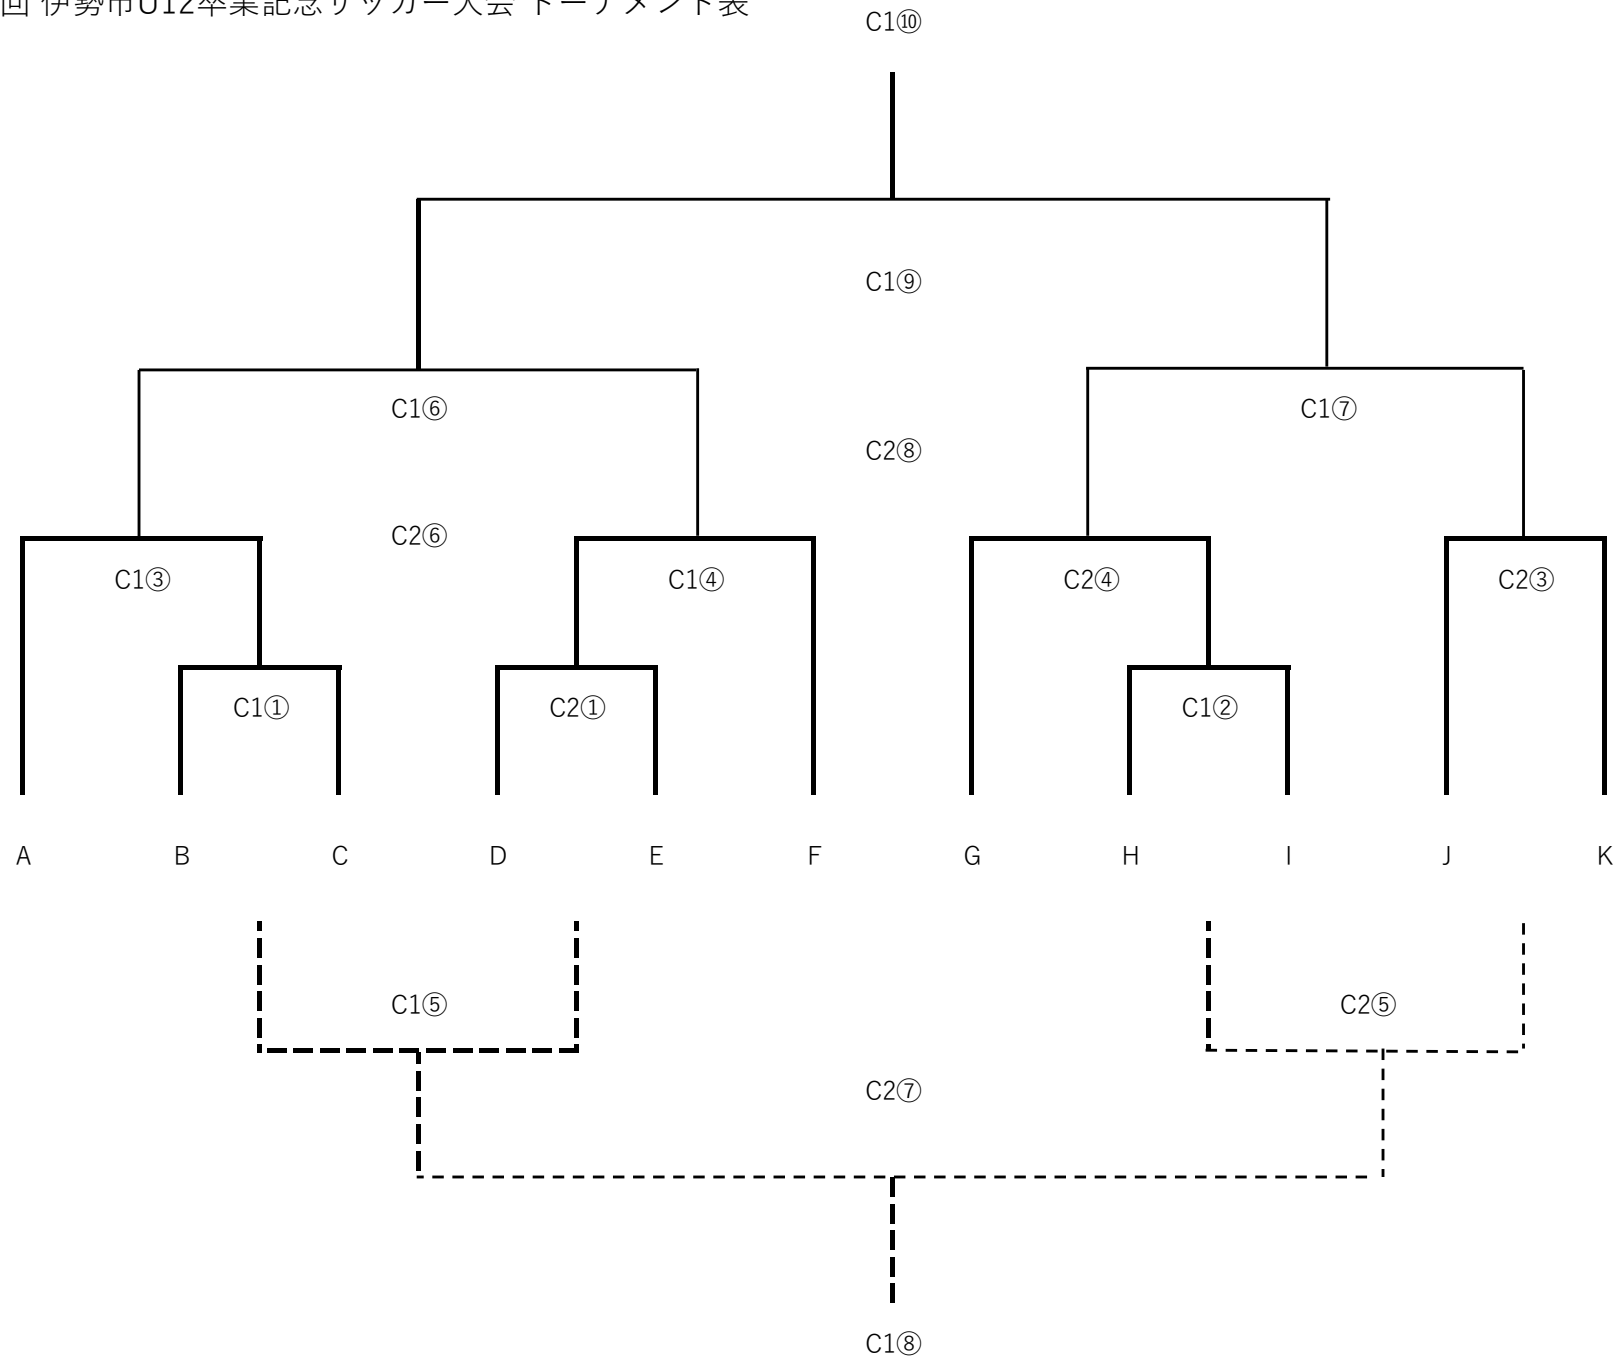 回 伊勢市U12卒業記念サッカー大会 トーナメント表
C1⑩
C1⑨
C1⑥
C1⑦
C2⑧
C2⑥
C1③
C1④
C2④
C2③
C1①
C2①
C1②
A B C D E F G H I J K
C1⑤
C2⑤
C2⑦
C1⑧